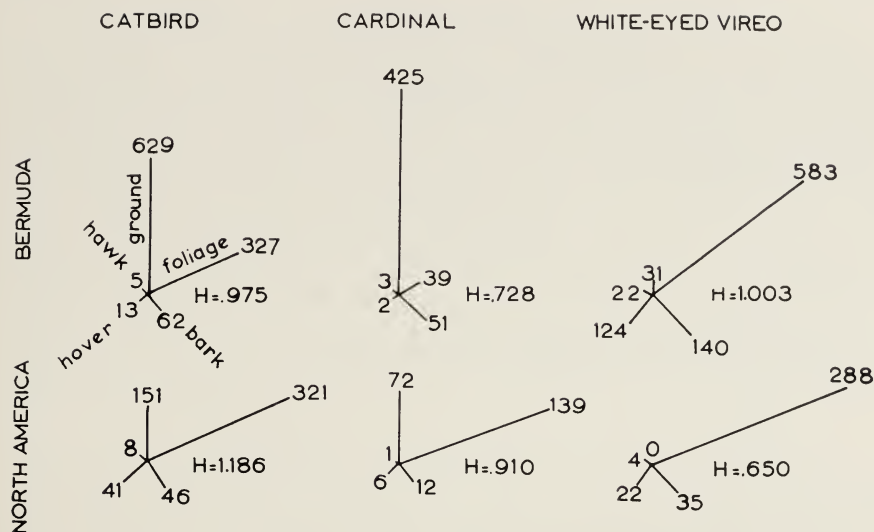 CATBIRD CARDINAL WHITE-EYED VIREO
BERMUDA
629
ground
hawk
foliage
327
5
13
62
hover
bark
H=.975
425
3
39
2
51
H=.728
583
31
22
124
140
H=1.003
NORTH AMERICA
151
321
8
41
46
H=1.186
72
139
1
6
12
H=.910
288
4
0
22
35
H=.650